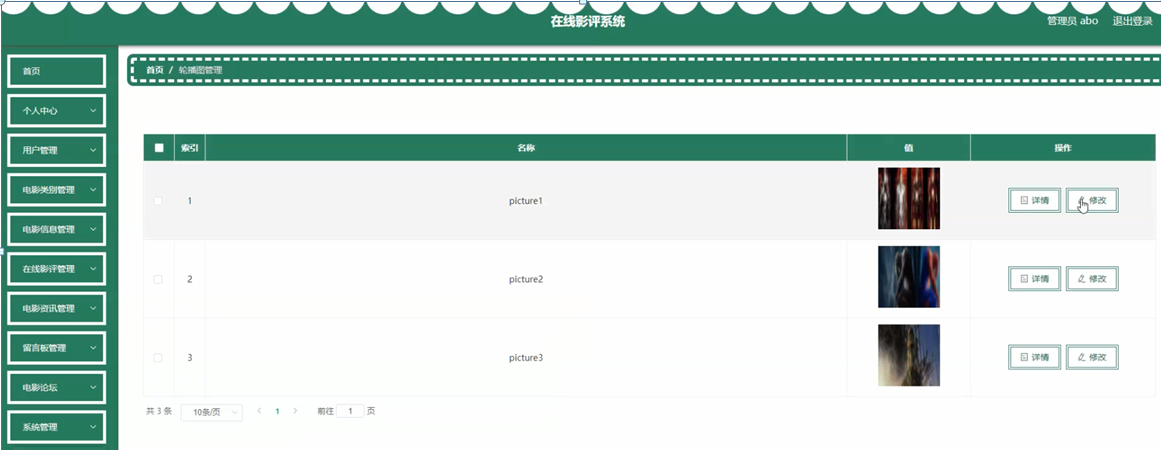 在线影评系统
管理员 abo 退出登录
首页
个人中心
用户管理
电影类别管理
电影信息管理
在线影评管理
电影资讯管理
留言板管理
电影论坛
系统管理
首页 / 轮播图管理
索引 名称 值 操作
1 picture1 详情 修改
2 picture2 详情 修改
3 picture3 详情 修改
共 3 条 10条/页 1 前往 1 页